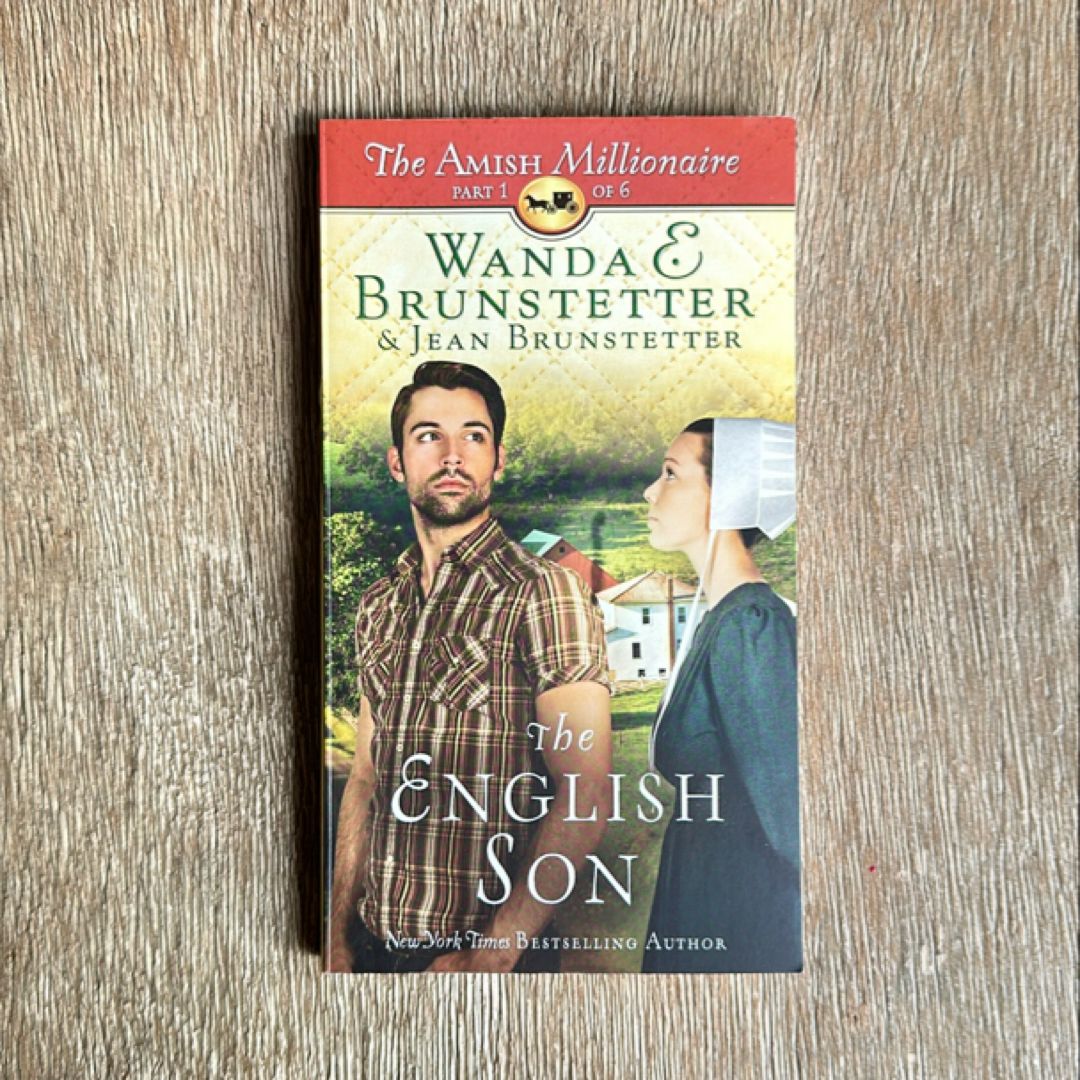 The AMISH Millionaire
PART 1 OF 6
WANDA E
BRUNSTETTER
& JEAN BRUNSTETTER
The
ENGLISH
SON
New York Times BESTSELLING AUTHOR